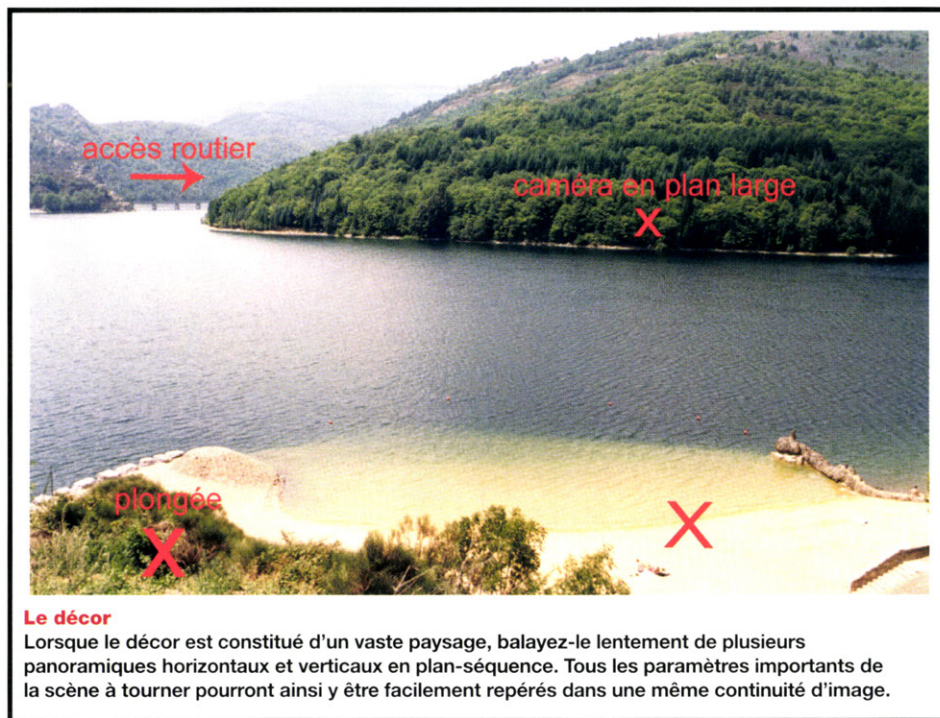 accès routier
caméra en plan large
X
plongée
X
X
Le décor
Lorsque le décor est constitué d'un vaste paysage, balayez-le lentement de plusieurs
panoramiques horizontaux et verticaux en plan-séquence. Tous les paramètres importants de
la scène à tourner pourront ainsi y être facilement repérés dans une même continuité d'image.